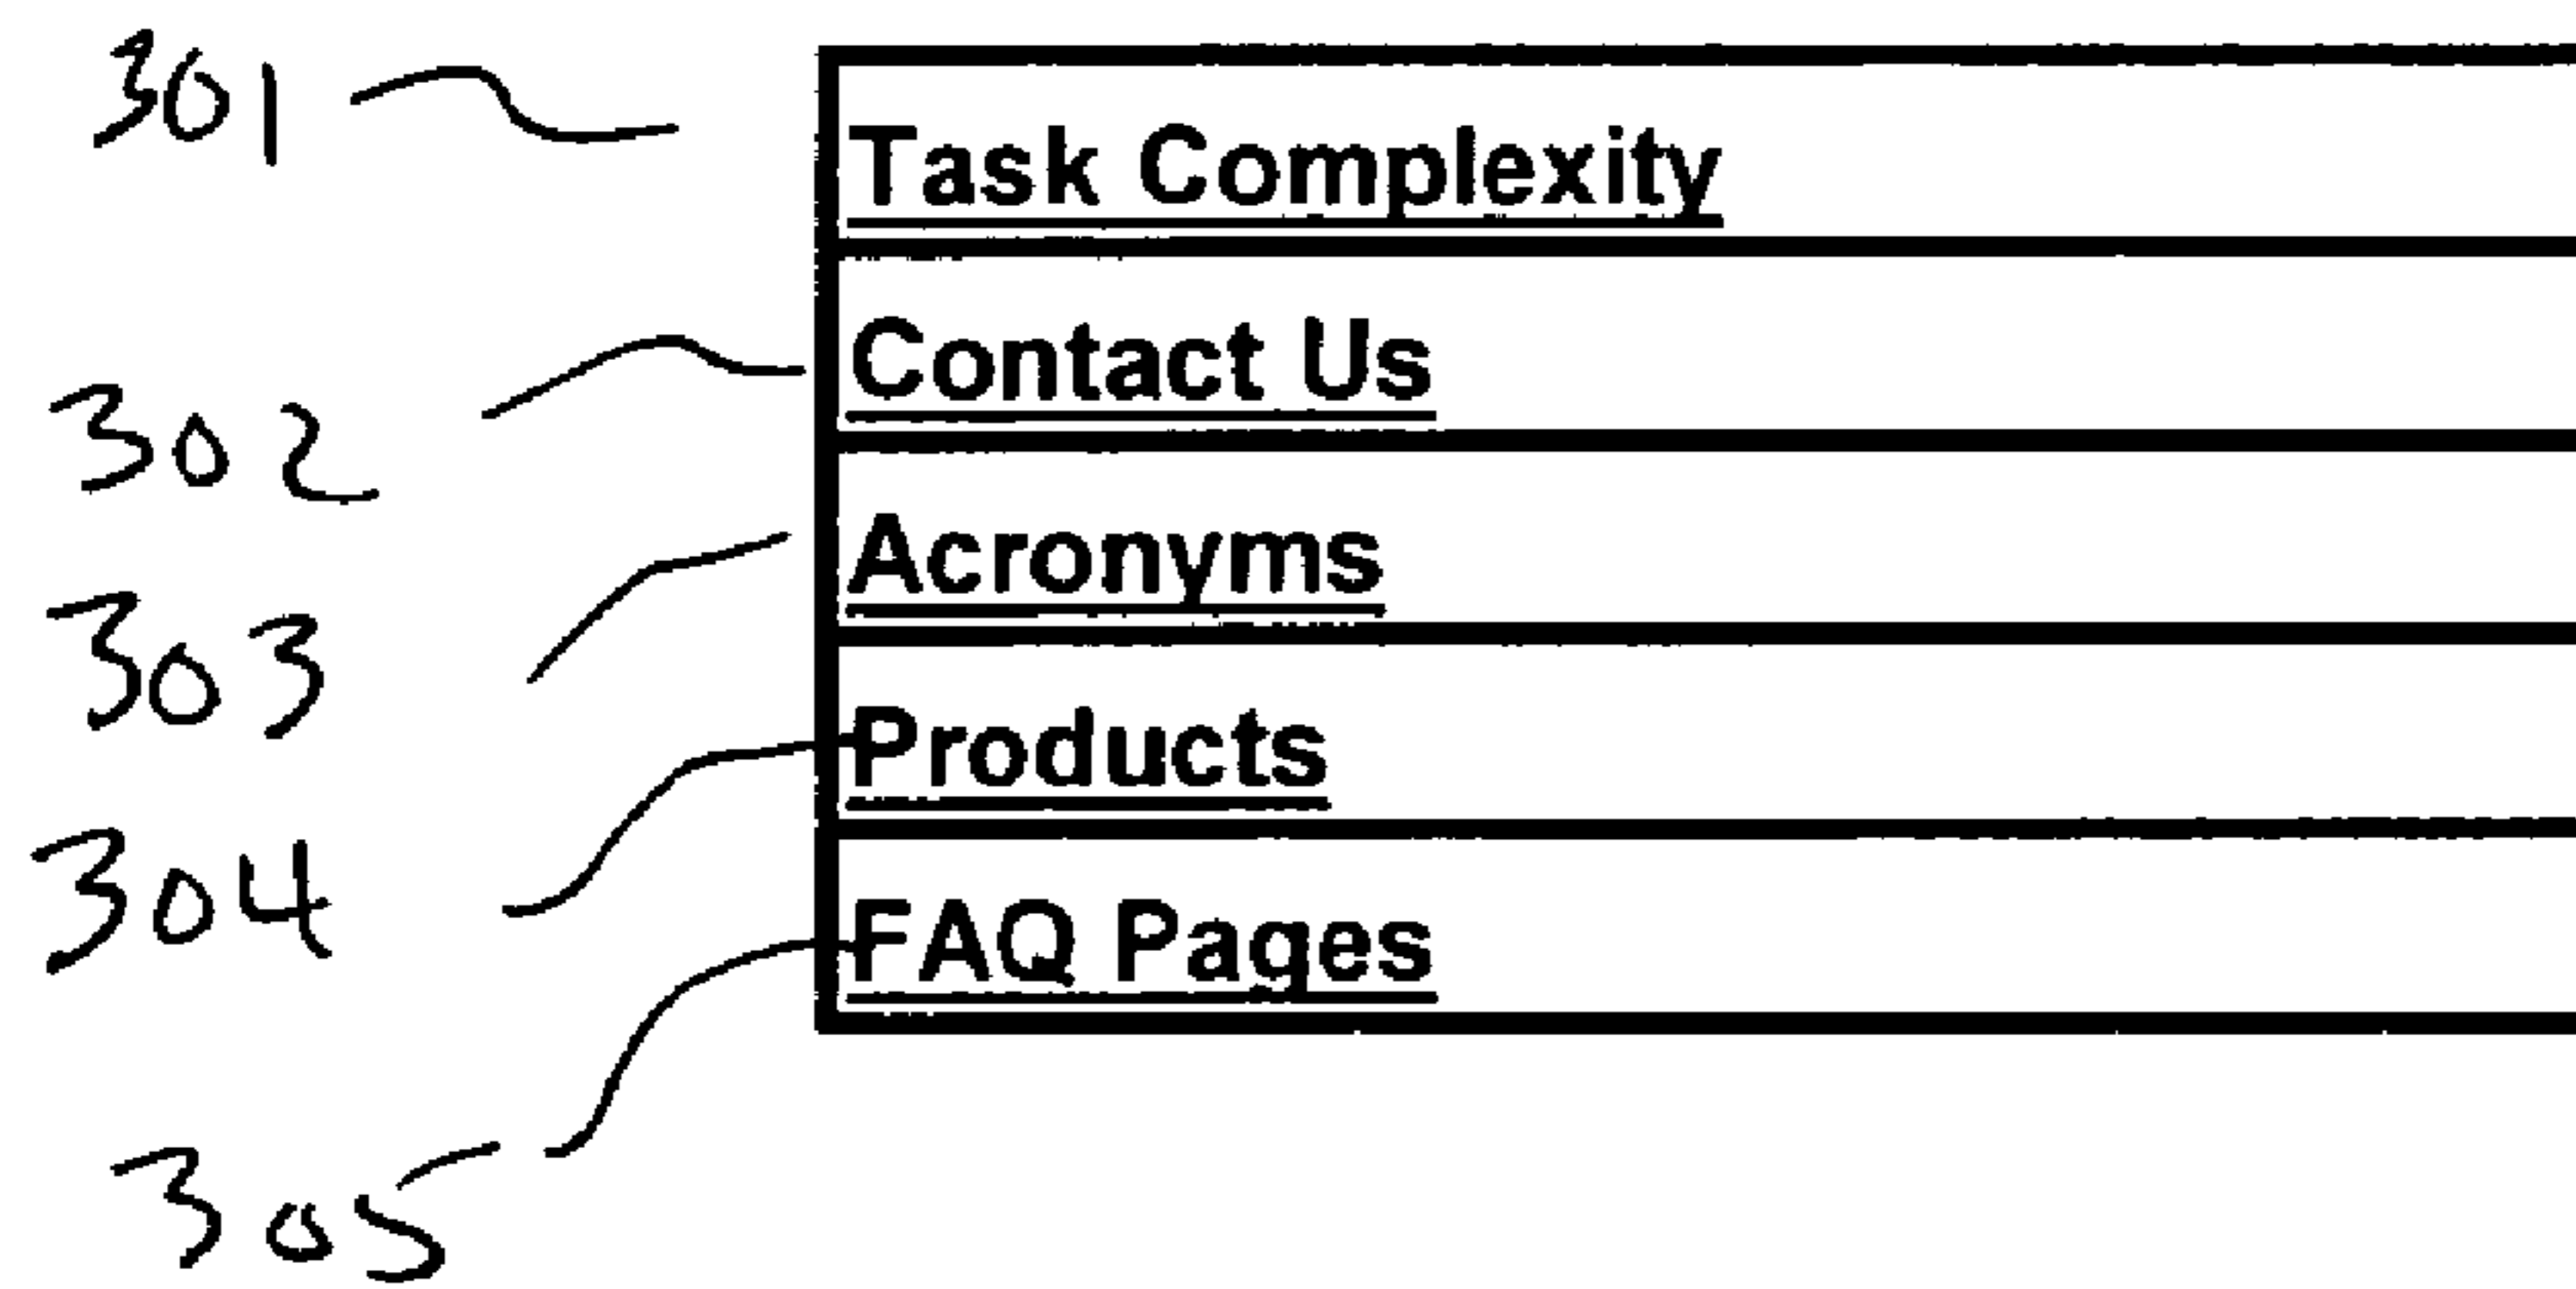 301 Task Complexity
302 Contact Us
303 Acronyms
304 Products
305 FAQ Pages